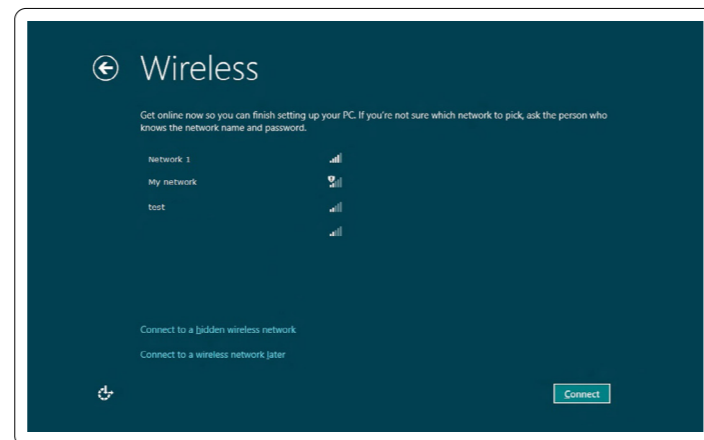 Wireless
Get online now so you can finish setting up your PC. If you're not sure which network to pick, ask the person who
knows the network name and password.
Network 1
My network
test
Connect to a hidden wireless network
Connect to a wireless network later
Connect